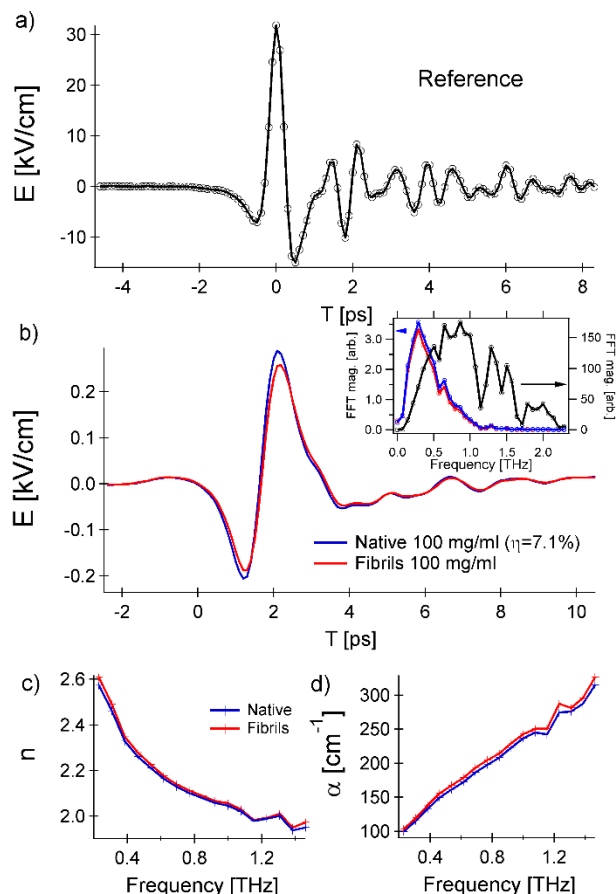 a)
30
20
10
0
-10
E [kV/cm]
Reference
-4
-2
0
2
4
6
8
T [ps]
b)
0.2
0.1
0.0
-0.1
-0.2
E [kV/cm]
FFT mag. [arb.]
3.0
2.0
1.0
0.0
150
100
50
0
FFT mag. [arb.]
0.0
0.5
1.0
1.5
2.0
Frequency [THz]
Native 100 mg/ml (η=7.1%)
Fibrils 100 mg/ml
-2
0
2
4
6
8
10
T [ps]
c)
2.6
2.4
2.2
2.0
n
Native
Fibrils
0.4
0.8
1.2
Frequency [THz]
d)
300
250
200
150
100
α [cm⁻¹]
0.4
0.8
1.2
Frequency [THz]